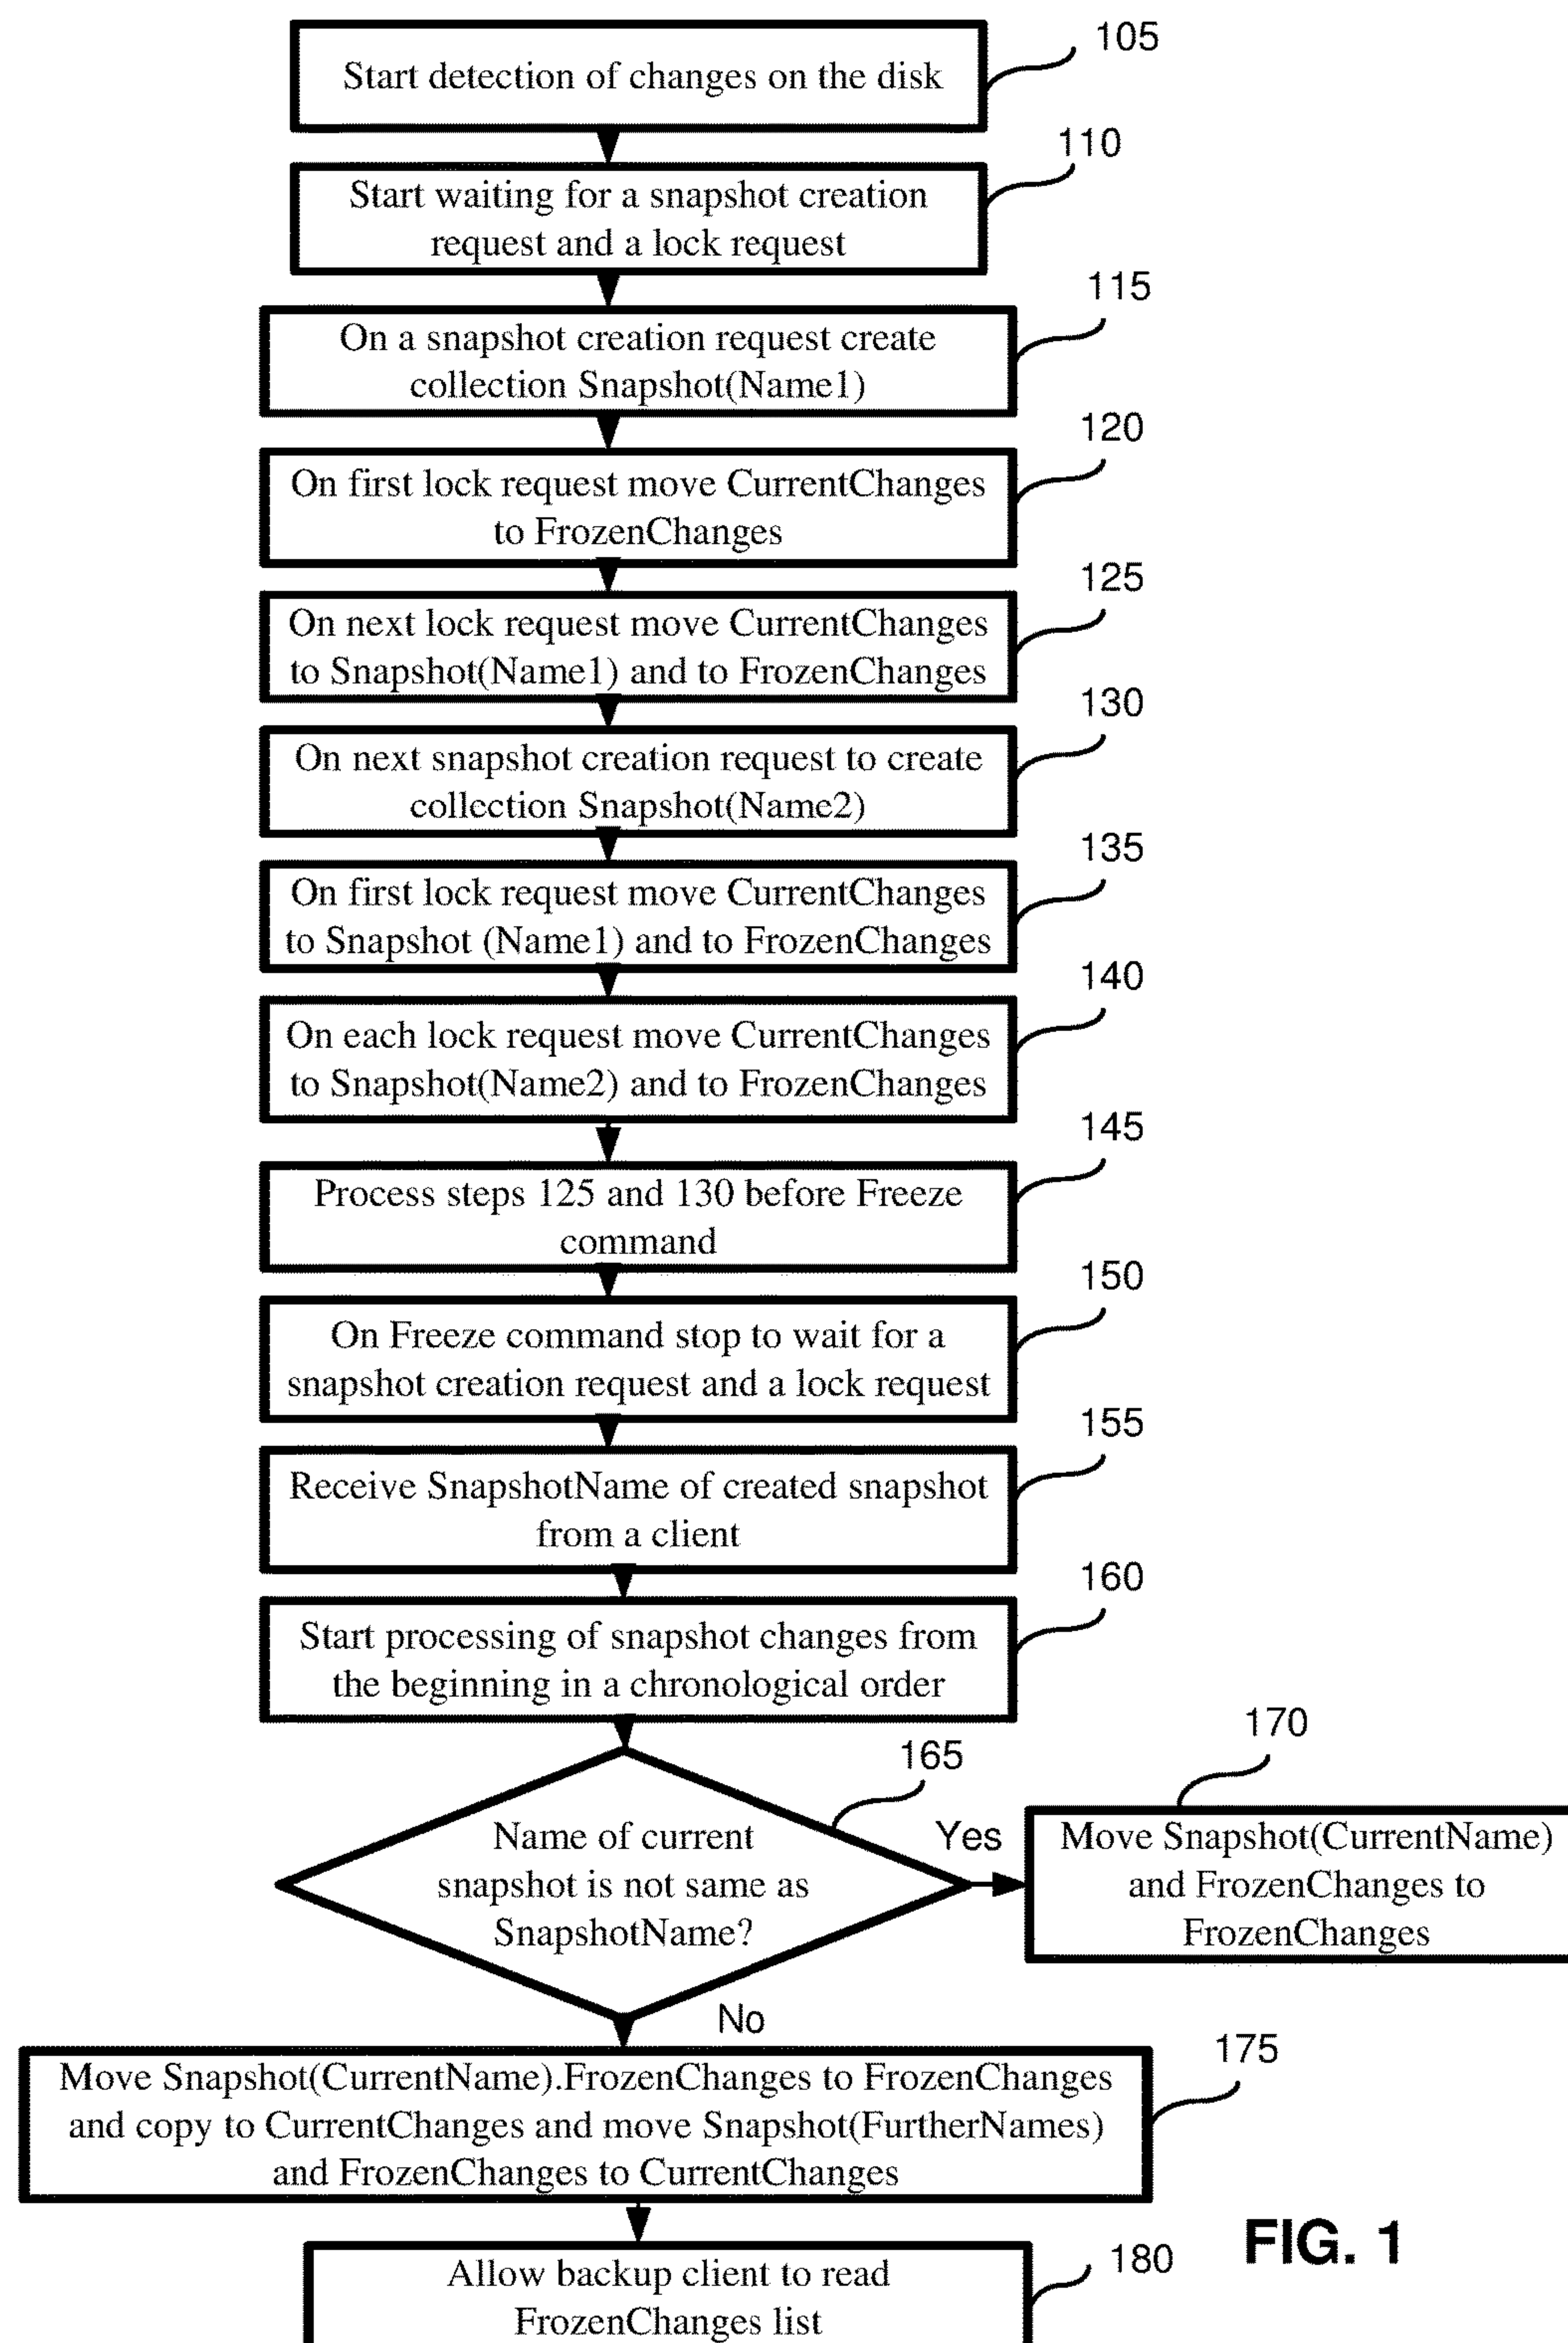 Start detection of changes on the disk
105
Start waiting for a snapshot creation
request and a lock request
110
On a snapshot creation request create
collection Snapshot(Name1)
115
On first lock request move CurrentChanges
to FrozenChanges
120
On next lock request move CurrentChanges
to Snapshot(Name1) and to FrozenChanges
125
On next snapshot creation request to create
collection Snapshot(Name2)
130
On first lock request move CurrentChanges
to Snapshot (Name1) and to FrozenChanges
135
On each lock request move CurrentChanges
to Snapshot(Name2) and to FrozenChanges
140
Process steps 125 and 130 before Freeze
command
145
On Freeze command stop to wait for a
snapshot creation request and a lock request
150
Receive SnapshotName of created snapshot
from a client
155
Start processing of snapshot changes from
the beginning in a chronological order
160
Name of current
snapshot is not same as
SnapshotName?
165
Yes
Move Snapshot(CurrentName)
and FrozenChanges to
FrozenChanges
170
No
Move Snapshot(CurrentName).FrozenChanges to FrozenChanges
and copy to CurrentChanges and move Snapshot(FurtherNames)
and FrozenChanges to CurrentChanges
175
Allow backup client to read
FrozenChanges list
180
FIG. 1